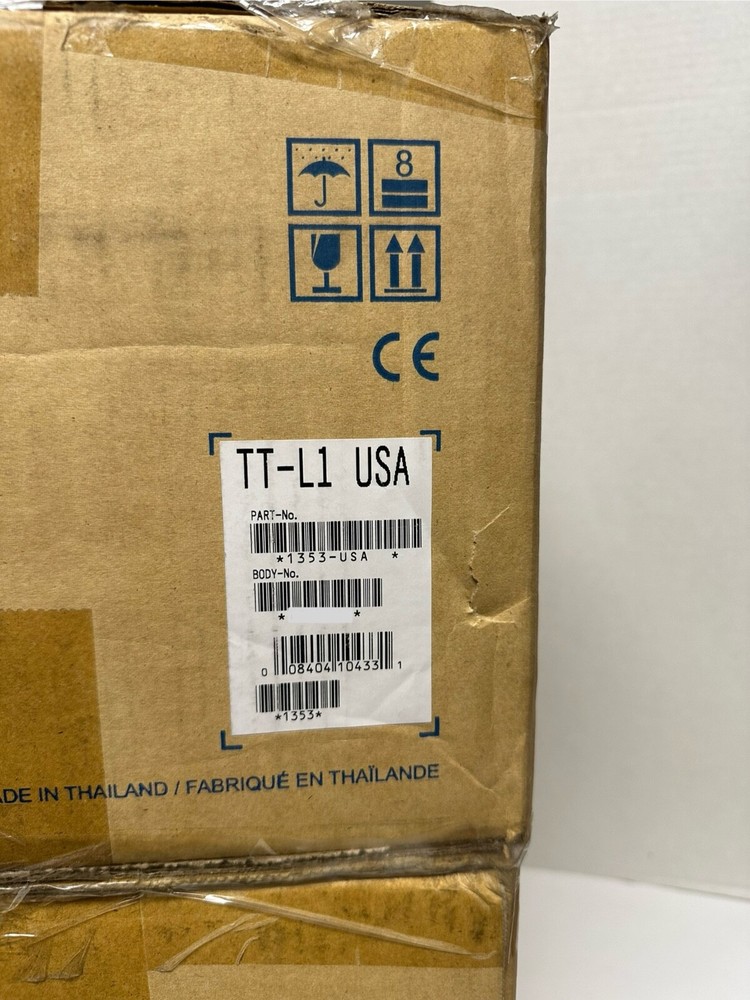 8
CE
TT-L1 USA
PART-No.
*1353-USA *
BODY-No.
* *
0 08404 10433 1
*1353*
ADE IN THAILAND / FABRIQUÉ EN THAÏLANDE